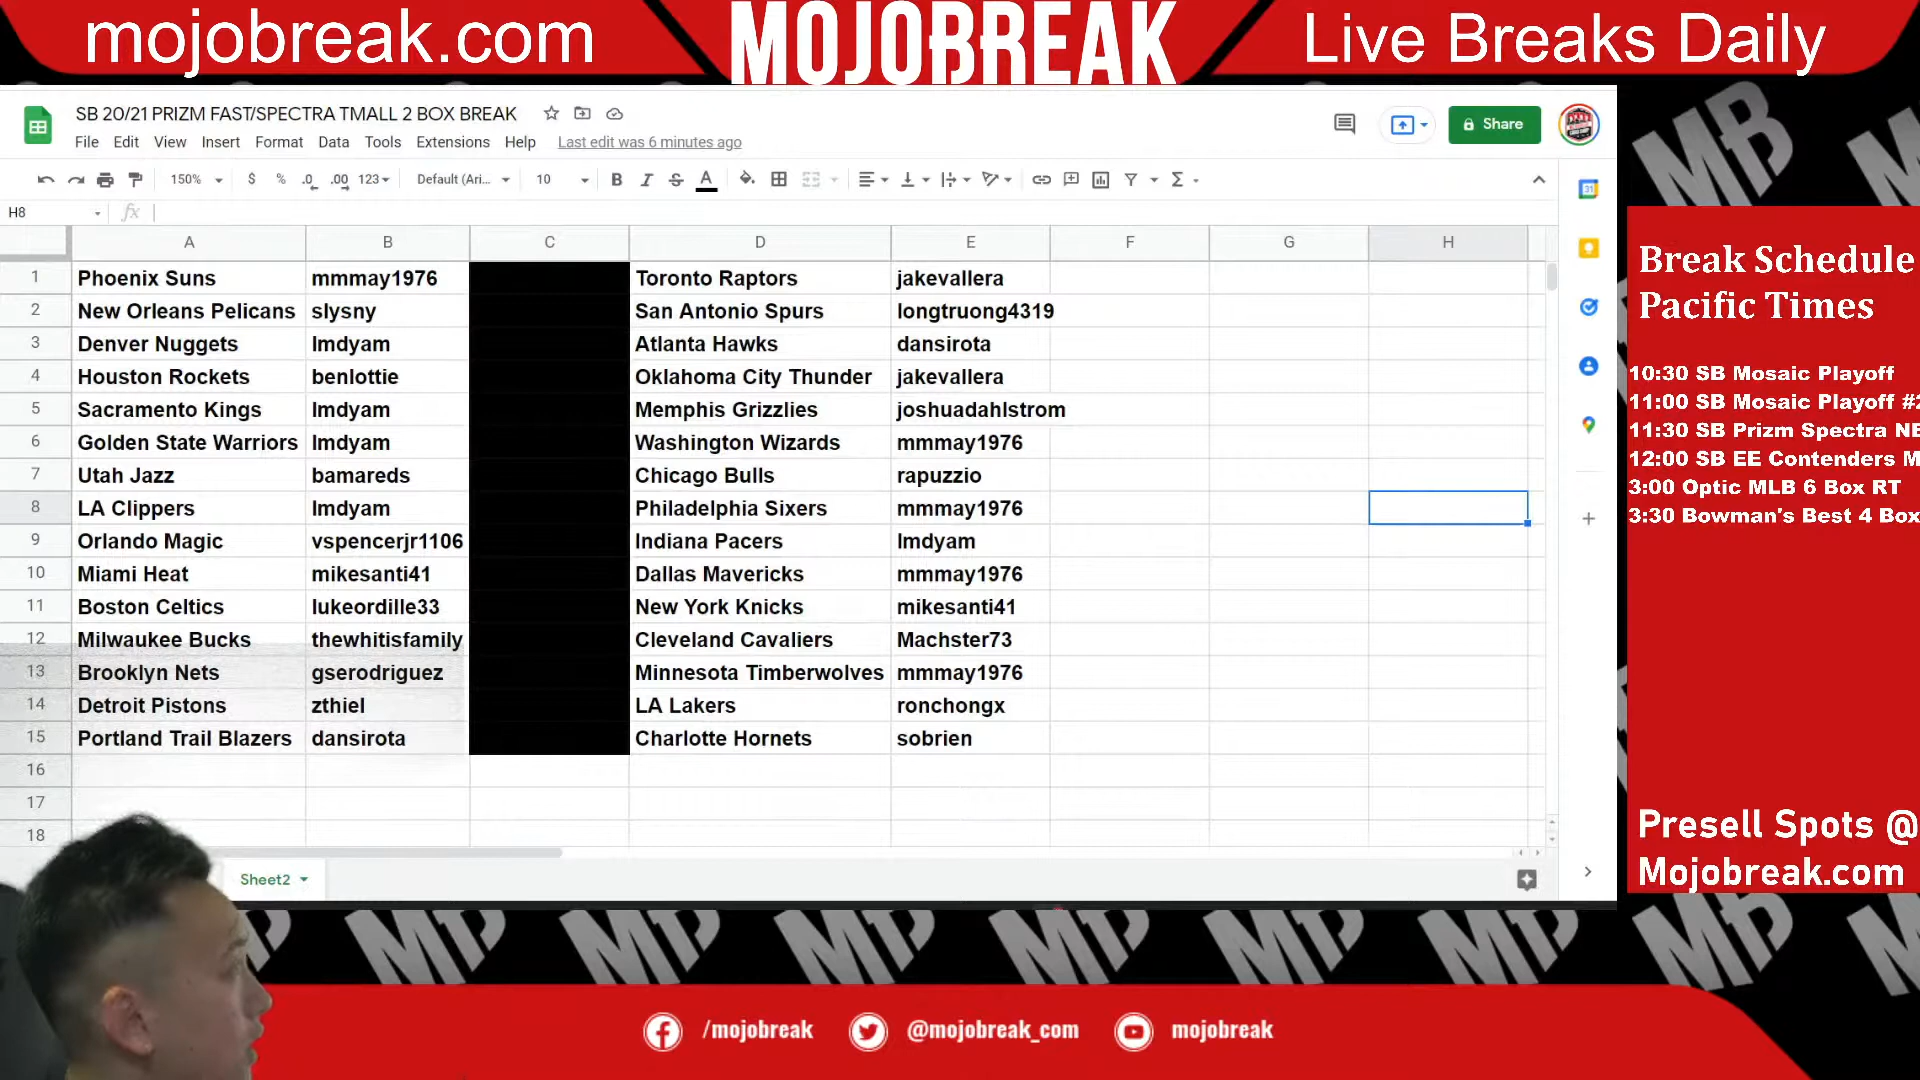 mojobreak.com
MOJOBREAK
Live Breaks Daily
SB 20/21 PRIZM FAST/SPECTRA TMALL 2 BOX BREAK
File Edit View Insert Format Data Tools Extensions Help Last edit was 6 minutes ago
Share
150% $ % .0 .00 123 Default (Ari... 10 B I S A
H8 fx
A B C D E F G H
1 Phoenix Suns mmmay1976 Toronto Raptors jakevallera
2 New Orleans Pelicans slysny San Antonio Spurs longtruong4319
3 Denver Nuggets lmdyam Atlanta Hawks dansirota
4 Houston Rockets benlottie Oklahoma City Thunder jakevallera
5 Sacramento Kings lmdyam Memphis Grizzlies joshuadahlstrom
6 Golden State Warriors lmdyam Washington Wizards mmmay1976
7 Utah Jazz bamareds Chicago Bulls rapuzzio
8 LA Clippers lmdyam Philadelphia Sixers mmmay1976
9 Orlando Magic vspencerjr1106 Indiana Pacers lmdyam
10 Miami Heat mikesanti41 Dallas Mavericks mmmay1976
11 Boston Celtics lukeordille33 New York Knicks mikesanti41
12 Milwaukee Bucks thewhitisfamily Cleveland Cavaliers Machster73
13 Brooklyn Nets gserodriguez Minnesota Timberwolves mmmay1976
14 Detroit Pistons zthiel LA Lakers ronchongx
15 Portland Trail Blazers dansirota Charlotte Hornets sobrien
16
17
18
Sheet2
Break Schedule
Pacific Times
10:30 SB Mosaic Playoff
11:00 SB Mosaic Playoff #2
11:30 SB Prizm Spectra
12:00 SB EE Contenders
3:00 Optic MLB 6 Box RT
3:30 Bowman's Best 4 Box
Presell Spots @
Mojobreak.com
/mojobreak @mojobreak_com mojobreak